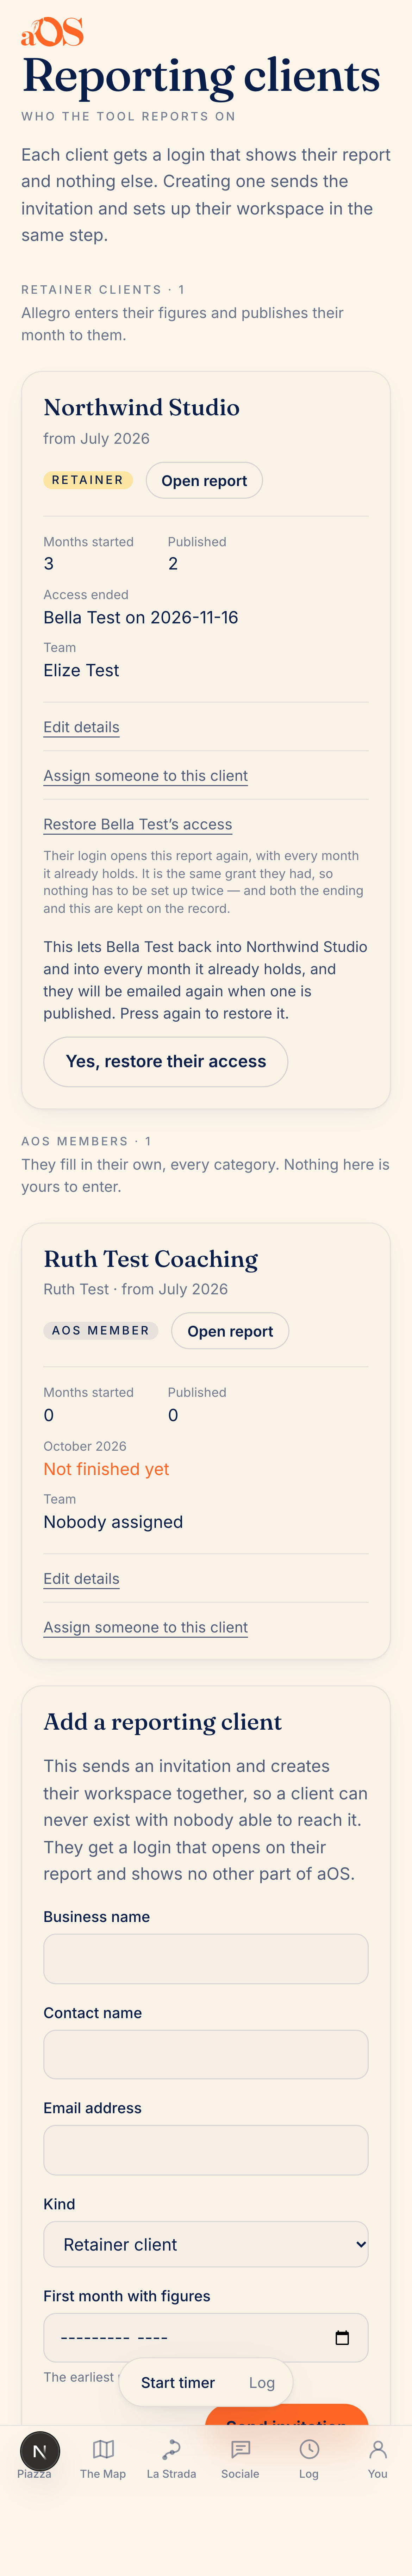 aOS
Reporting clients
WHO THE TOOL REPORTS ON
Each client gets a login that shows their report
and nothing else. Creating one sends the
invitation and sets up their workspace in the
same step.
RETAINER CLIENTS · 1
Allegro enters their figures and publishes their
month to them.
Northwind Studio
from July 2026
RETAINER
Open report
Months started
Published
3
2
Access ended
Bella Test on 2026-11-16
Team
Elize Test
Edit details
Assign someone to this client
Restore Bella Test’s access
Their login opens this report again, with every month
it already holds. It is the same grant they had, so
nothing has to be set up twice — and both the ending
and this are kept on the record.
This lets Bella Test back into Northwind Studio
and into every month it already holds, and
they will be emailed again when one is
published. Press again to restore it.
Yes, restore their access
AOS MEMBERS · 1
They fill in their own, every category. Nothing here is
yours to enter.
Ruth Test Coaching
Ruth Test · from July 2026
AOS MEMBER
Open report
Months started
Published
0
0
October 2026
Not finished yet
Team
Nobody assigned
Edit details
Assign someone to this client
Add a reporting client
This sends an invitation and creates
their workspace together, so a client can
never exist with nobody able to reach it.
They get a login that opens on their
report and shows no other part of aOS.
Business name
Contact name
Email address
Kind
Retainer client
First month with figures
--------- ----
The earliest
Start timer
Log
Send invitation
N
Piazza
The Map
La Strada
Sociale
Log
You